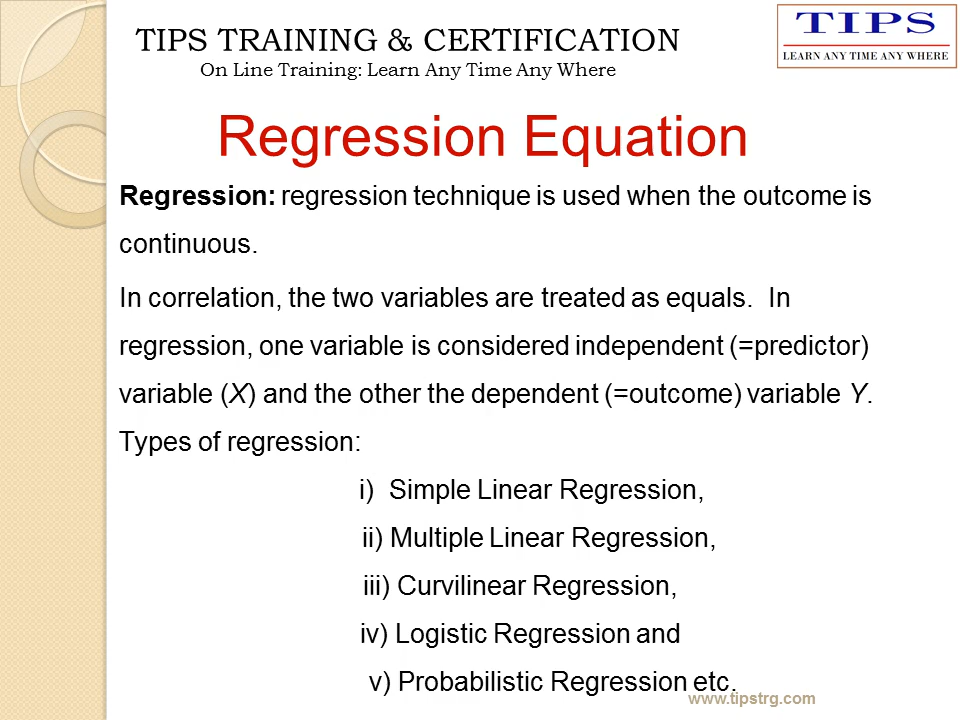 TIPS TRAINING & CERTIFICATION
On Line Training: Learn Any Time Any Where
TIPS
LEARN ANY TIME ANY WHERE
Regression Equation
Regression: regression technique is used when the outcome is
continuous.
In correlation, the two variables are treated as equals.  In
regression, one variable is considered independent (=predictor)
variable (X) and the other the dependent (=outcome) variable Y.
Types of regression:
i)  Simple Linear Regression,
ii) Multiple Linear Regression,
iii) Curvilinear Regression,
iv) Logistic Regression and
v) Probabilistic Regression etc.
www.tipstrg.com